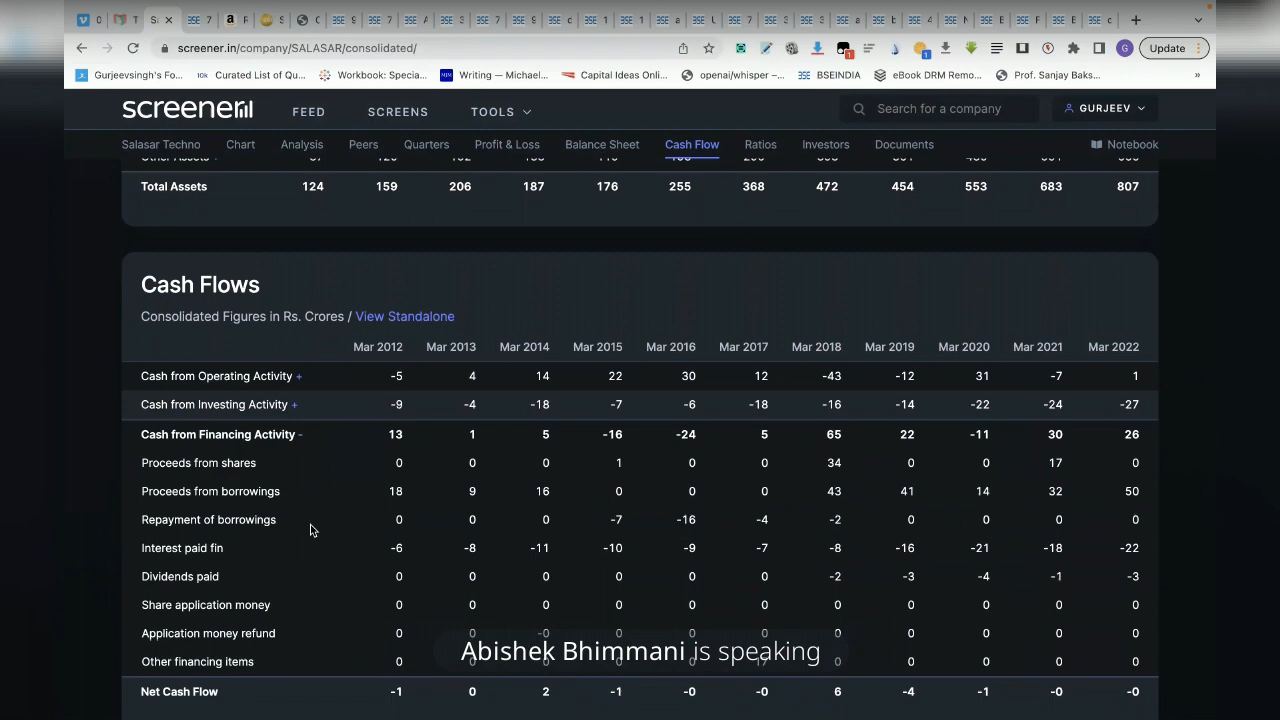 screener.in/company/SALASAR/consolidated/
Update
Gurjeevsingh's Fo...
Curated List of Qu...
Workbook: Specia...
Writing — Michael...
Capital Ideas Onli...
openai/whisper –...
BSEINDIA
eBook DRM Remo...
Prof. Sanjay Baks...
screener
FEED
SCREENS
TOOLS
Search for a company
GURJEEV
Salasar Techno Chart Analysis Peers Quarters Profit & Loss Balance Sheet Cash Flow Ratios Investors Documents Notebook
Total Assets 124 159 206 187 176 255 368 472 454 553 683 807
Cash Flows
Consolidated Figures in Rs. Crores / View Standalone
Mar 2012 Mar 2013 Mar 2014 Mar 2015 Mar 2016 Mar 2017 Mar 2018 Mar 2019 Mar 2020 Mar 2021 Mar 2022
Cash from Operating Activity + -5 4 14 22 30 12 -43 -12 31 -7 1
Cash from Investing Activity + -9 -4 -18 -7 -6 -18 -16 -14 -22 -24 -27
Cash from Financing Activity - 13 1 5 -16 -24 5 65 22 -11 30 26
Proceeds from shares 0 0 0 1 0 0 34 0 0 17 0
Proceeds from borrowings 18 9 16 0 0 0 43 41 14 32 50
Repayment of borrowings 0 0 0 -7 -16 -4 -2 0 0 0 0
Interest paid fin -6 -8 -11 -10 -9 -7 -8 -16 -21 -18 -22
Dividends paid 0 0 0 0 0 0 -2 -3 -4 -1 -3
Share application money 0 0 0 0 0 0 0 0 0 0 0
Application money refund 0 0 -0 0 0 0 0 0 0 0 0
Other financing items 0 0 0 0 0 17 0 0 0 0 0
Abishek Bhimmani is speaking
Net Cash Flow -1 0 2 -1 -0 -0 6 -4 -1 -0 -0